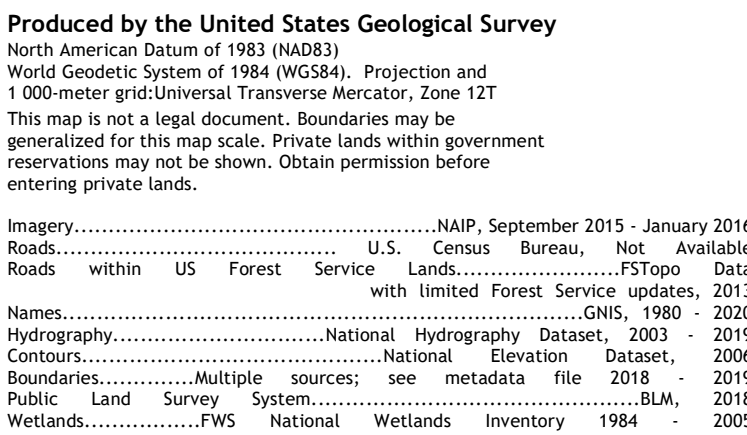 Produced by the United States Geological Survey
North American Datum of 1983 (NAD83)
World Geodetic System of 1984 (WGS84). Projection and
1 000-meter grid:Universal Transverse Mercator, Zone 12T
This map is not a legal document. Boundaries may be
generalized for this map scale. Private lands within government
reservations may not be shown. Obtain permission before
entering private lands.
Imagery.....................................................NAIP, September 2015 - January 2016
Roads......................................... U.S. Census Bureau, Not Available
Roads within US Forest Service Lands........................FSTopo Data
with limited Forest Service updates, 2013
Names............................................................................GNIS, 1980 - 2020
Hydrography...............................National Hydrography Dataset, 2003 - 2019
Contours............................................National Elevation Dataset, 2006
Boundaries..............Multiple sources; see metadata file 2018 - 2019
Public Land Survey System................................................BLM, 2018
Wetlands.................FWS National Wetlands Inventory 1984 - 2005